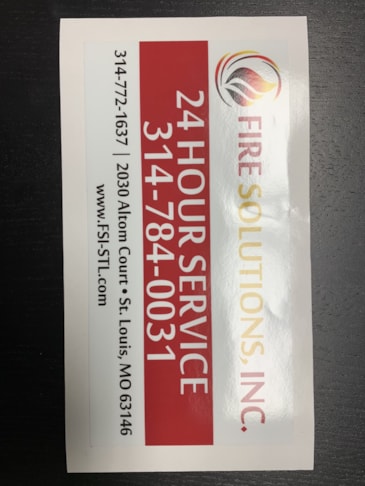 FIRE SOLUTIONS, INC.
24 HOUR SERVICE
314-784-0031
314-772-1637 | 2030 Altom Court • St. Louis, MO 63146
www.FSI-STL.com